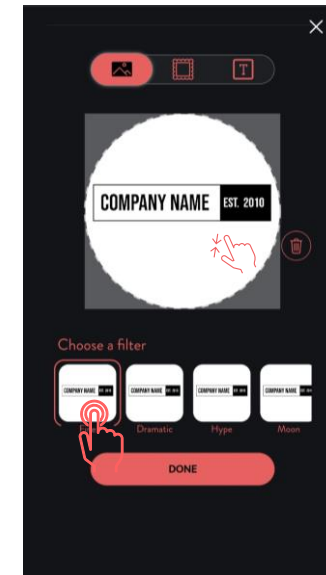 T
COMPANY NAME EST. 2010
Choose a filter
COMPANY NAME
COMPANY NAME
COMPANY NAME
COMPANY NAME
Dramatic Hype Moon
DONE